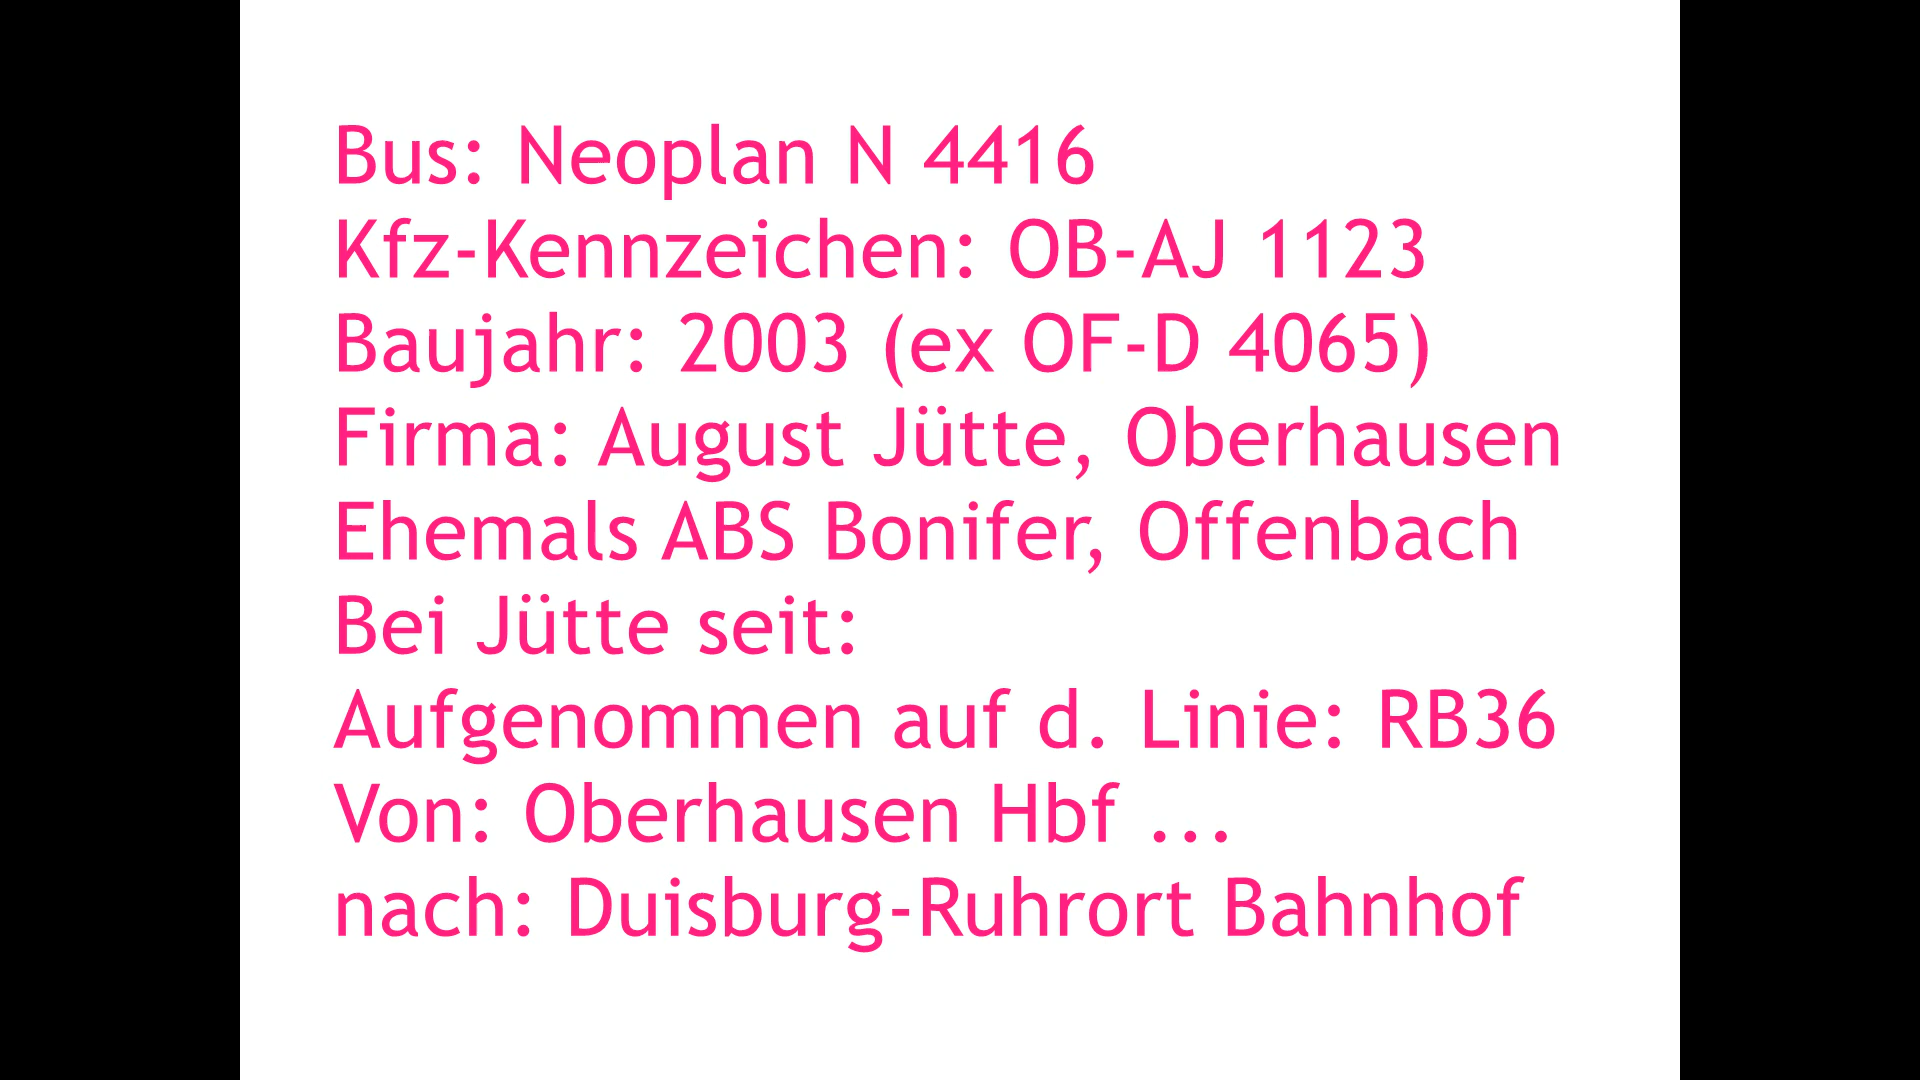 Bus: Neoplan N 4416
Kfz-Kennzeichen: OB-AJ 1123
Baujahr: 2003 (ex OF-D 4065)
Firma: August Jütte, Oberhausen
Ehemals ABS Bonifer, Offenbach
Bei Jütte seit:
Aufgenommen auf d. Linie: RB36
Von: Oberhausen Hbf ...
nach: Duisburg-Ruhrort Bahnhof